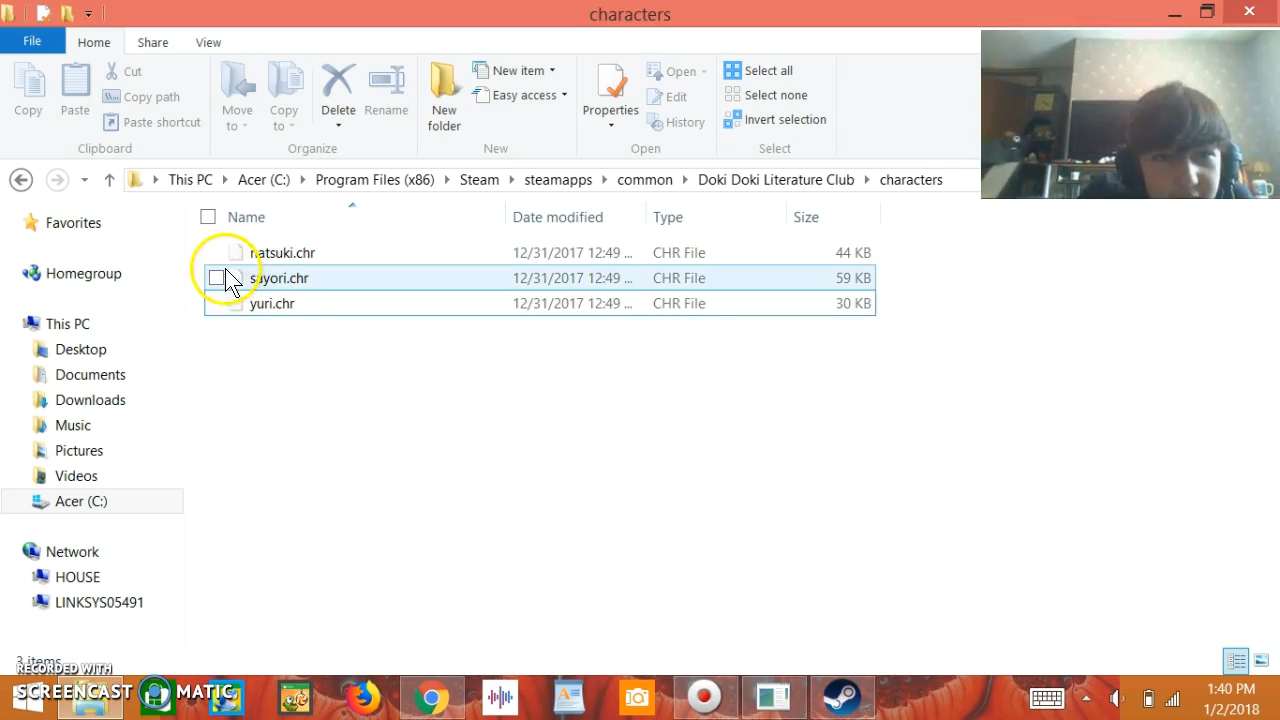 characters
File Home Share View
Copy Paste Cut Copy path Paste shortcut Clipboard
Move to Copy to Delete Rename Organize
New folder New item Easy access New
Properties Open Edit History Open
Select all Select none Invert selection Select
This PC Acer (C:) Program Files (x86) Steam steamapps common Doki Doki Literature Club characters
Name Date modified Type Size
natsuki.chr 12/31/2017 12:49 ... CHR File 44 KB
sayori.chr 12/31/2017 12:49 ... CHR File 59 KB
yuri.chr 12/31/2017 12:49 ... CHR File 30 KB
Favorites
Homegroup
This PC
Desktop
Documents
Downloads
Music
Pictures
Videos
Acer (C:)
Network
HOUSE
LINKSYS05491
3 items
RECORDED WITH
SCREENCAST MATIC
1:40 PM
1/2/2018